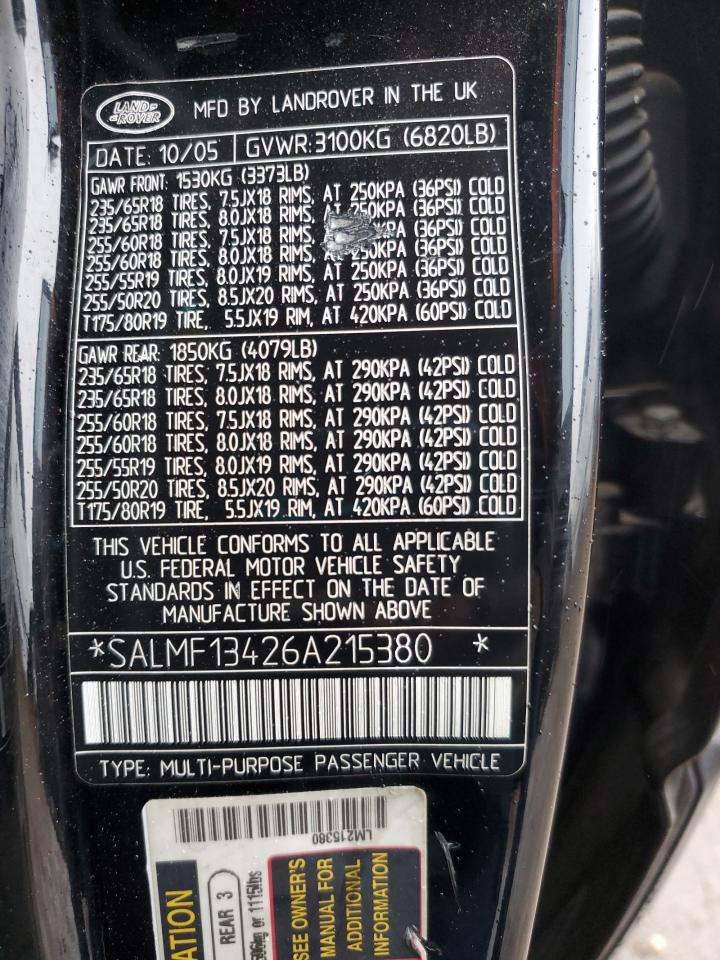 LAND-
-ROVER
MFD BY LANDROVER IN THE UK
DATE: 10/05 GVWR:3100KG (6820LB)
GAWR FRONT: 1530KG (3373LB)
235/65R18 TIRES, 7.5JX18 RIMS, AT 250KPA (36PSI) COLD
235/65R18 TIRES, 8.0JX18 RIMS, AT 250KPA (36PSI) COLD
255/60R18 TIRES, 7.5JX18 RIMS, KPA (36PSI) COLD
255/60R18 TIRES, 8.0JX18 RIMS, 250KPA (36PSI) COLD
255/55R19 TIRES, 8.0JX19 RIMS, AT 250KPA (36PSI) COLD
255/50R20 TIRES, 8.5JX20 RIMS, AT 250KPA (36PSI) COLD
T175/80R19 TIRE, 5.5JX19 RIM, AT 420KPA (60PSI) COLD
GAWR REAR: 1850KG (4079LB)
235/65R18 TIRES, 7.5JX18 RIMS, AT 290KPA (42PSI) COLD
235/65R18 TIRES, 8.0JX18 RIMS, AT 290KPA (42PSI) COLD
255/60R18 TIRES, 7.5JX18 RIMS, AT 290KPA (42PSI) COLD
255/60R18 TIRES, 8.0JX18 RIMS, AT 290KPA (42PSI) COLD
255/55R19 TIRES, 8.0JX19 RIMS, AT 290KPA (42PSI) COLD
255/50R20 TIRES, 8.5JX20 RIMS, AT 290KPA (42PSI) COLD
T175/80R19 TIRE, 5.5JX19 RIM, AT 420KPA (60PSI) COLD
THIS VEHICLE CONFORMS TO ALL APPLICABLE
U.S. FEDERAL MOTOR VEHICLE SAFETY
STANDARDS IN EFFECT ON THE DATE OF
MANUFACTURE SHOWN ABOVE
*SALMF13426A215380 *
TYPE: MULTI-PURPOSE PASSENGER VEHICLE
LM215380
ATION
REAR 3
506kg or 1115lbs
SEE OWNER'S
MANUAL FOR
ADDITIONAL
INFORMATION